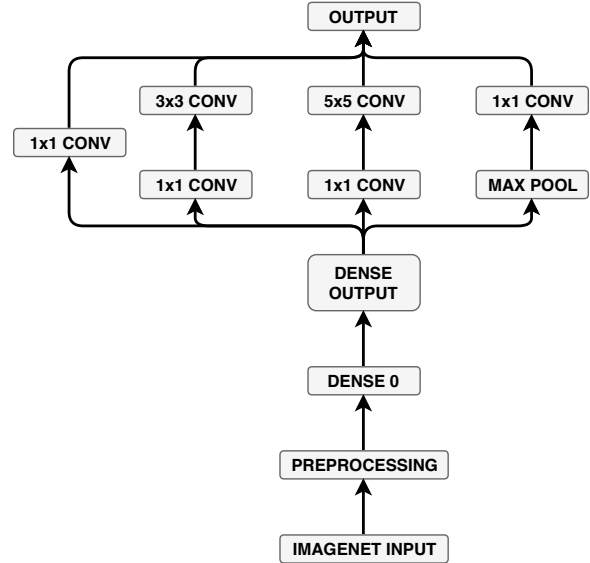 OUTPUT
3x3 CONV
5x5 CONV
1x1 CONV
1x1 CONV
1x1 CONV
1x1 CONV
MAX POOL
DENSE
OUTPUT
DENSE 0
PREPROCESSING
IMAGENET INPUT